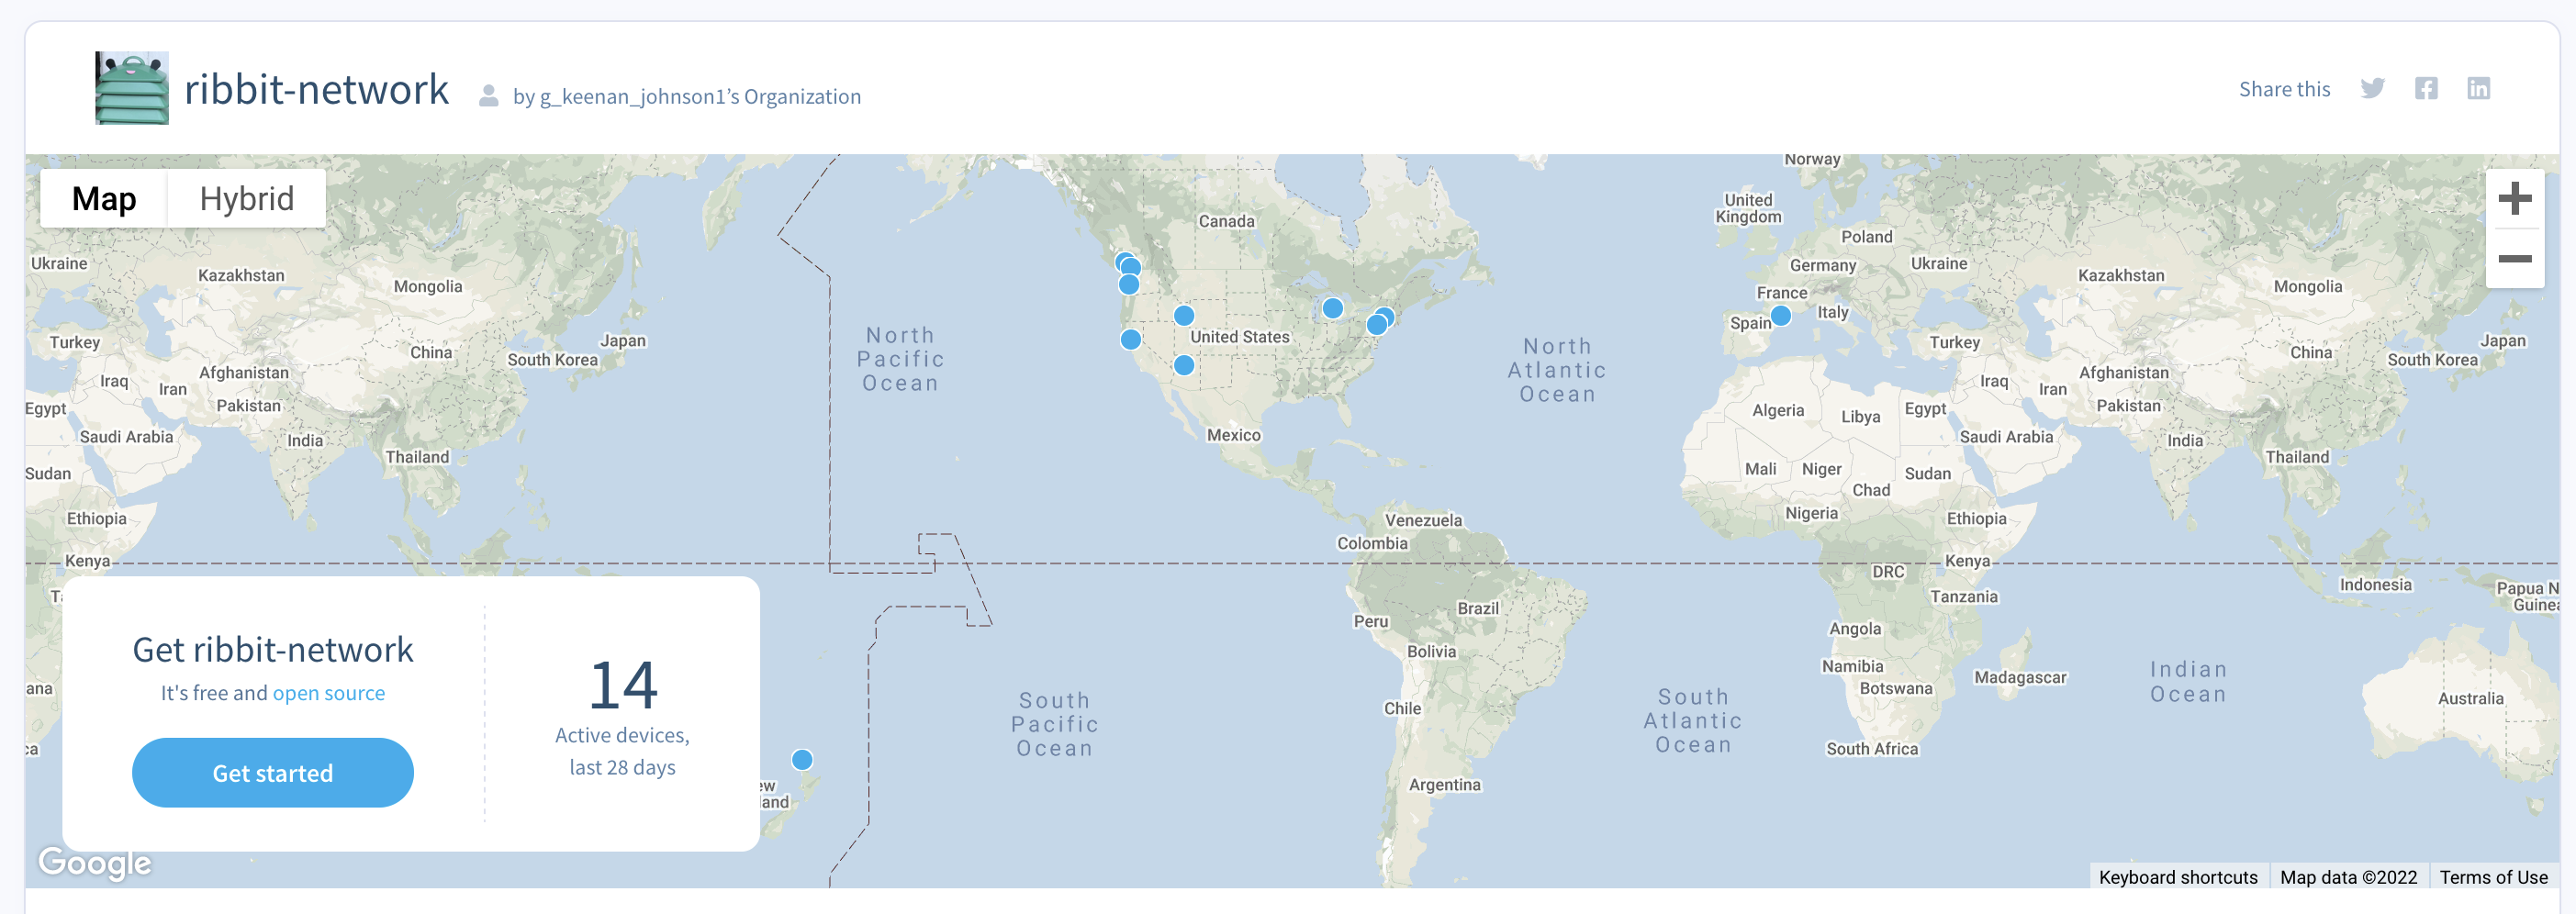 ribbit-network
by g_keenan_johnson1’s Organization
Share this
Map
Hybrid
Norway
United
Kingdom
Canada
Poland
Ukraine
Germany
Ukraine
Kazakhstan
Kazakhstan
Mongolia
Mongolia
France
Italy
Spain
Turkey
Japan
South Korea
China
North
Pacific
Ocean
United States
North
Atlantic
Ocean
Turkey
Japan
China
South Korea
Iraq
Iran
Afghanistan
Pakistan
Egypt
Saudi Arabia
India
Sudan
Thailand
Mexico
Algeria
Libya
Egypt
Iraq
Iran
Afghanistan
Pakistan
Saudi Arabia
India
Thailand
Mali
Niger
Sudan
Chad
Nigeria
Ethiopia
Kenya
Ethiopia
Kenya
Venezuela
Colombia
DRC
Indonesia
Papua N
Guine
Tanzania
Brazil
Peru
Angola
Bolivia
Namibia
Botswana
Madagascar
Indian
Ocean
Australia
ana
South
Pacific
Ocean
Chile
South
Atlantic
Ocean
South Africa
Argentina
ew
land
Get ribbit-network
It's free and open source
Get started
14
Active devices,
last 28 days
Google
Keyboard shortcuts
Map data ©2022
Terms of Use